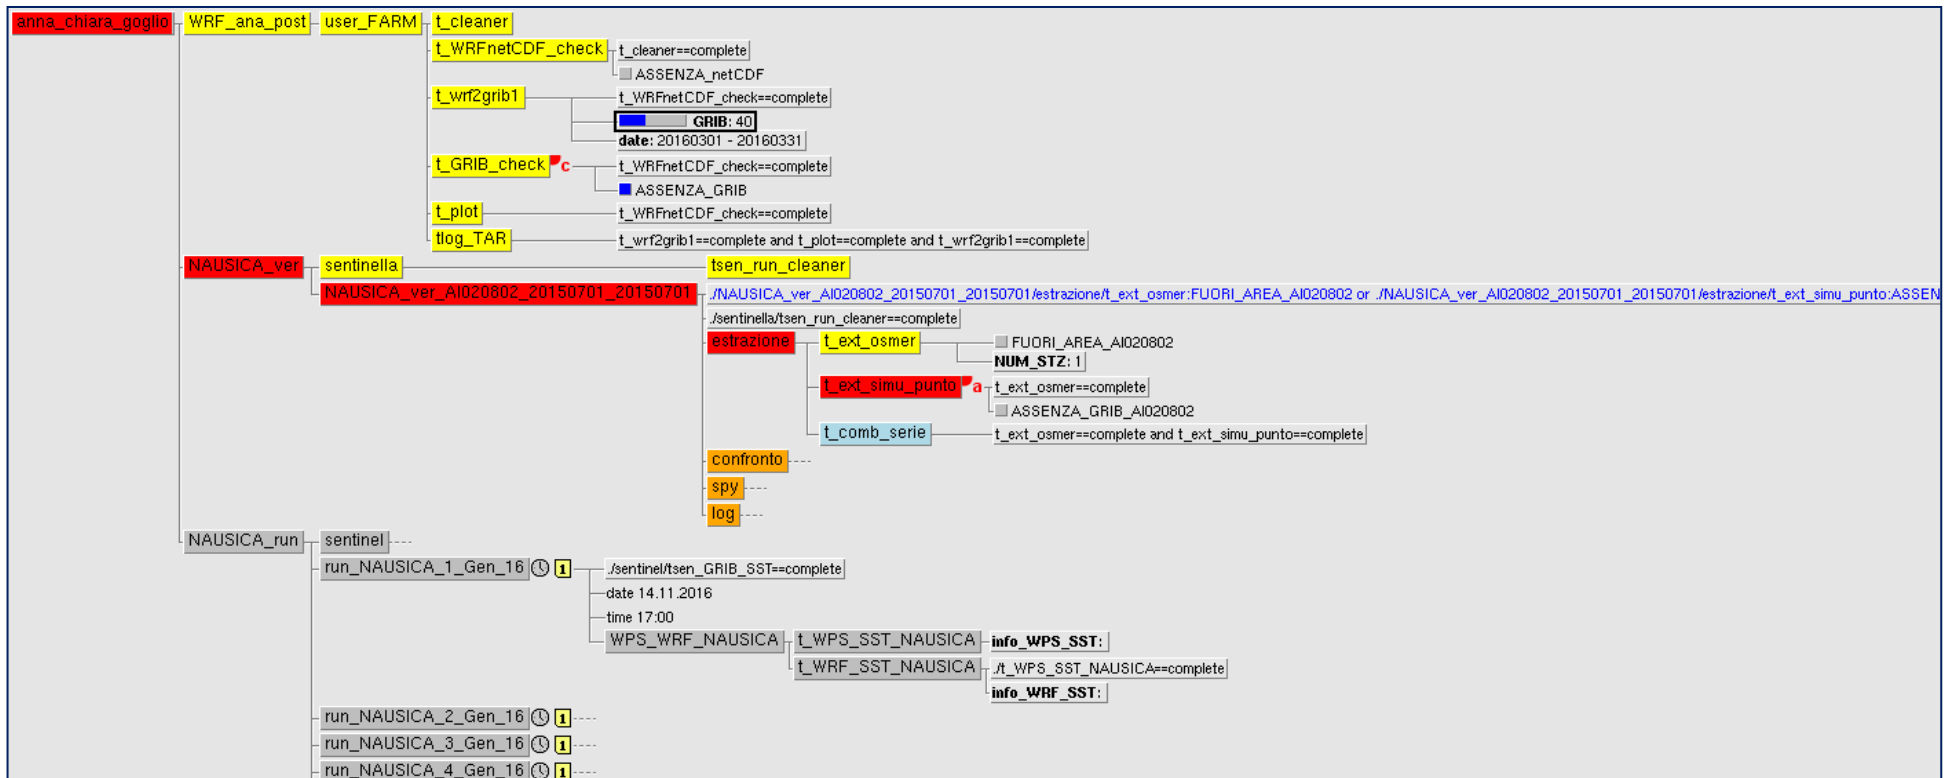 anna_chiara_goglio WRF_ana_post user_FARM t_cleaner
t_WRFnetCDF_check t_cleaner==complete
ASSENZA_netCDF
t_wrf2grib1 t_WRFnetCDF_check==complete
GRIB: 40
date: 20160301 - 20160331
t_GRIB_check c t_WRFnetCDF_check==complete
ASSENZA_GRIB
t_plot t_WRFnetCDF_check==complete
tlog_TAR t_wrf2grib1==complete and t_plot==complete and t_wrf2grib1==complete
NAUSICA_ver sentinella tsen_run_cleaner
NAUSICA_ver_AI020802_20150701_20150701 ./NAUSICA_ver_AI020802_20150701_20150701/estrazione/t_ext_osmer:FUORI_AREA_AI020802 or ./NAUSICA_ver_AI020802_20150701_20150701/estrazione/t_ext_simu_punto:ASSEN
./sentinella/tsen_run_cleaner==complete
estrazione t_ext_osmer FUORI_AREA_AI020802
NUM_STZ: 1
t_ext_simu_punto a t_ext_osmer==complete
ASSENZA_GRIB_AI020802
t_comb_serie t_ext_osmer==complete and t_ext_simu_punto==complete
confronto
spy
log
NAUSICA_run sentinel
run_NAUSICA_1_Gen_16 1 ./sentinel/tsen_GRIB_SST==complete
date 14.11.2016
time 17:00
WPS_WRF_NAUSICA t_WPS_SST_NAUSICA info_WPS_SST:
t_WRF_SST_NAUSICA ./t_WPS_SST_NAUSICA==complete
info_WRF_SST:
run_NAUSICA_2_Gen_16 1
run_NAUSICA_3_Gen_16 1
run_NAUSICA_4_Gen_16 1